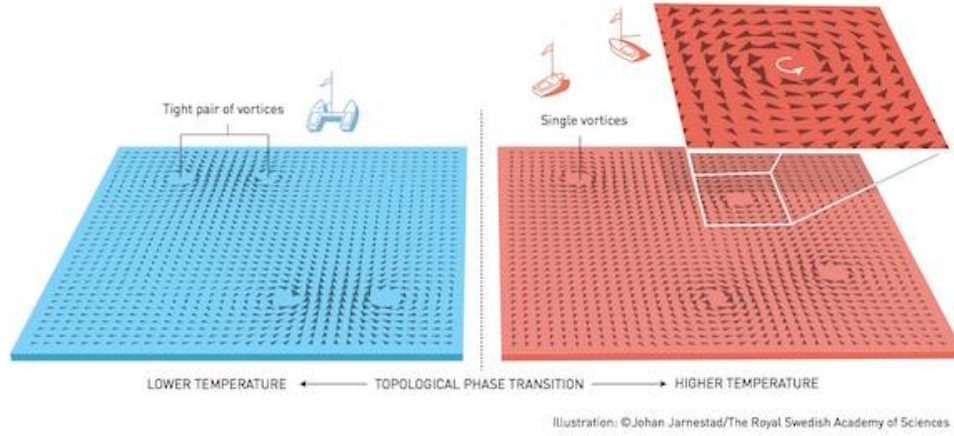 Tight pair of vortices
Single vortices
LOWER TEMPERATURE
TOPOLOGICAL PHASE TRANSITION
HIGHER TEMPERATURE
Illustration: ©Johan Jarnestad/The Royal Swedish Academy of Sciences